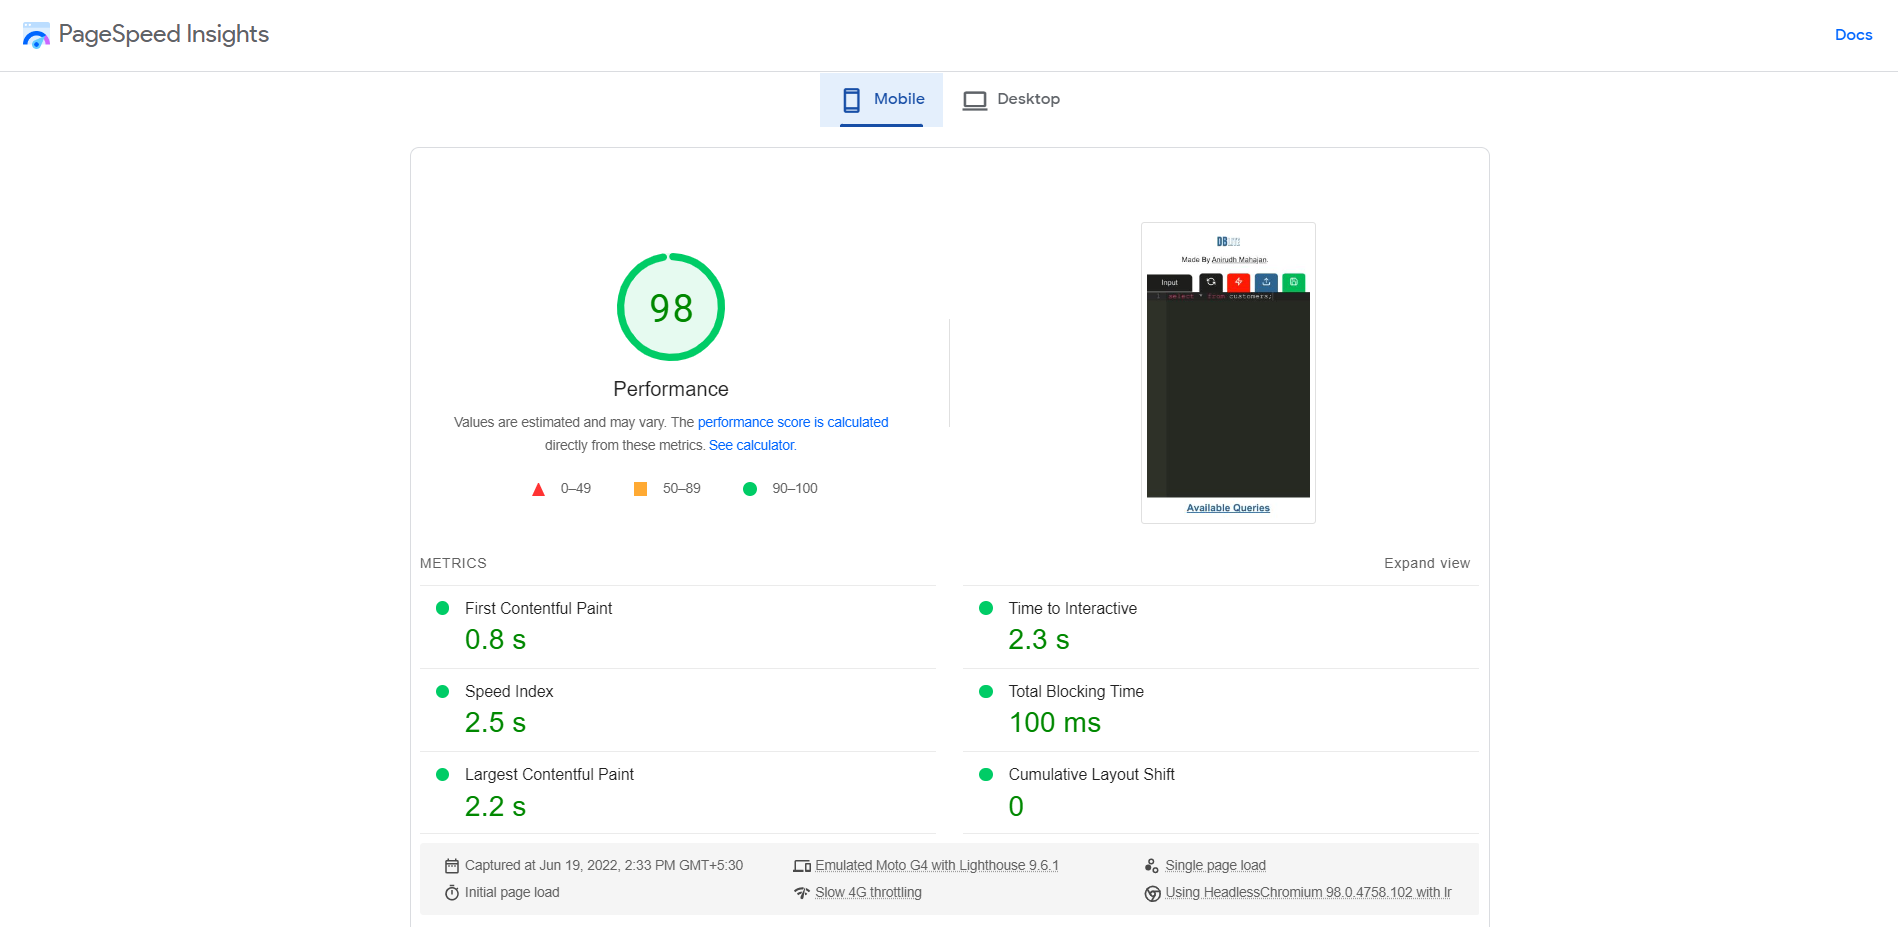 PageSpeed Insights
Docs
Mobile
Desktop
98
Performance
Values are estimated and may vary. The performance score is calculated
directly from these metrics. See calculator.
0–49
50–89
90–100
DB
Made By Anirudh Mahajan.
Input
1 select * from customers;
Available Queries
METRICS
Expand view
First Contentful Paint
0.8 s
Time to Interactive
2.3 s
Speed Index
2.5 s
Total Blocking Time
100 ms
Largest Contentful Paint
2.2 s
Cumulative Layout Shift
0
Captured at Jun 19, 2022, 2:33 PM GMT+5:30
Emulated Moto G4 with Lighthouse 9.6.1
Single page load
Initial page load
Slow 4G throttling
Using HeadlessChromium 98.0.4758.102 with lr